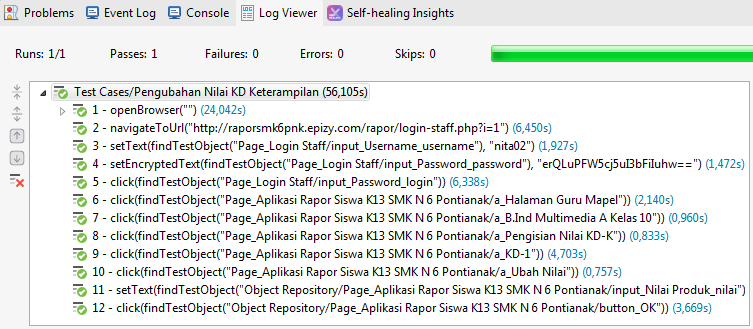 Problems Event Log Console Log Viewer Self-healing Insights
Runs: 1/1 Passes: 1 Failures: 0 Errors: 0 Skips: 0
Test Cases/Pengubahan Nilai KD Keterampilan (56,105s)
1 - openBrowser("") (24,042s)
2 - navigateToUrl("http://raporsmk6pnk.epizy.com/rapor/login-staff.php?i=1") (6,450s)
3 - setText(findTestObject("Page_Login Staff/input_Username_username"), "nita02") (1,927s)
4 - setEncryptedText(findTestObject("Page_Login Staff/input_Password_password"), "erQLuPFW5cj5uI3bFiIuhw==") (1,472s)
5 - click(findTestObject("Page_Login Staff/input_Password_login")) (6,338s)
6 - click(findTestObject("Page_Aplikasi Rapor Siswa K13 SMK N 6 Pontianak/a_Halaman Guru Mapel")) (2,140s)
7 - click(findTestObject("Page_Aplikasi Rapor Siswa K13 SMK N 6 Pontianak/a_B.Ind Multimedia A Kelas 10")) (0,960s)
8 - click(findTestObject("Page_Aplikasi Rapor Siswa K13 SMK N 6 Pontianak/a_Pengisian Nilai KD-K")) (0,833s)
9 - click(findTestObject("Page_Aplikasi Rapor Siswa K13 SMK N 6 Pontianak/a_KD-1")) (4,703s)
10 - click(findTestObject("Page_Aplikasi Rapor Siswa K13 SMK N 6 Pontianak/a_Ubah Nilai")) (0,757s)
11 - setText(findTestObject("Object Repository/Page_Aplikasi Rapor Siswa K13 SMK N 6 Pontianak/input_Nilai Produk_nilai")
12 - click(findTestObject("Object Repository/Page_Aplikasi Rapor Siswa K13 SMK N 6 Pontianak/button_OK")) (3,669s)